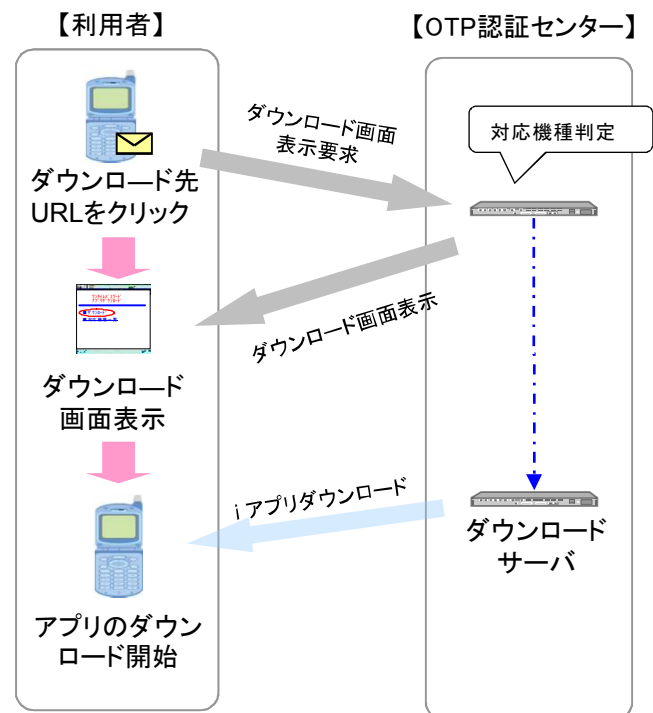 【利用者】
【OTP認証センター】
ダウンロード画面
表示要求
対応機種判定
ダウンロ―ド先
URLをクリック
ダウンロード画面表示
ダウンロ―ド
画面表示
iアプリダウンロード
ダウンロード
サーバ
アプリのダウン
ロード開始